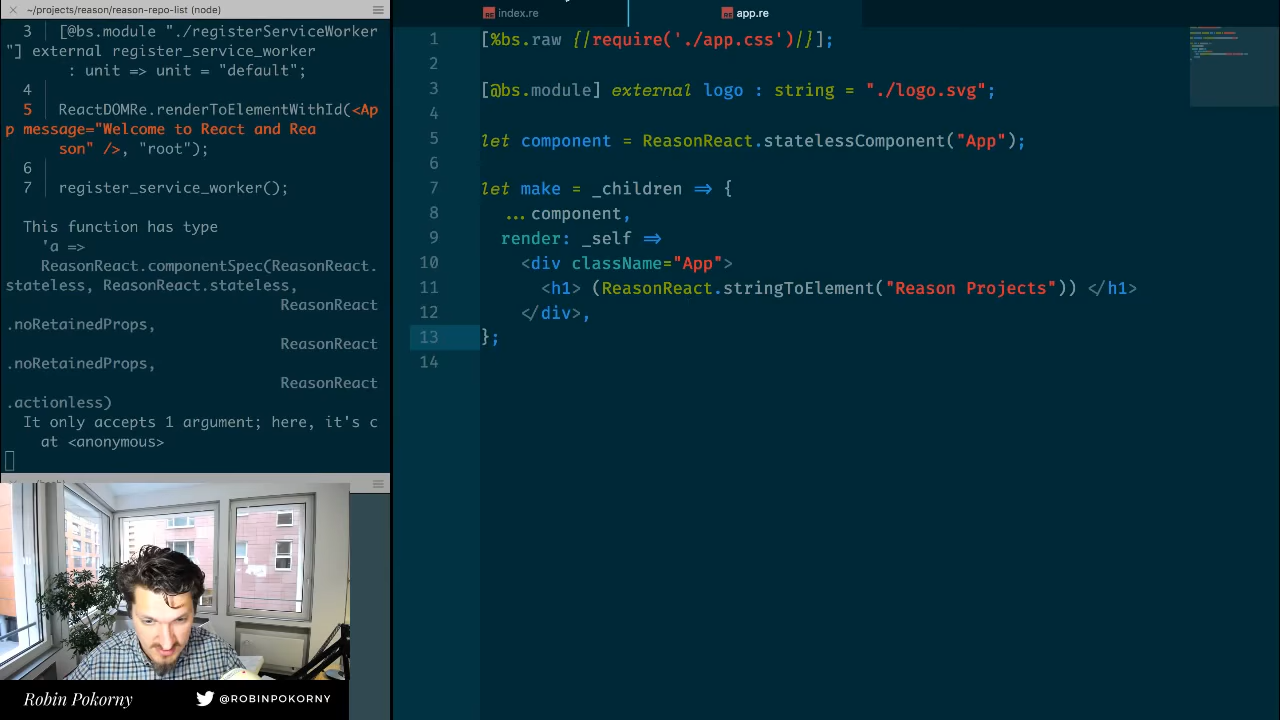 ~/projects/reason/reason-repo-list (node)
3 [@bs.module "./registerServiceWorker
"] external register_service_worker
: unit => unit = "default";
4
5 ReactDOMRe.renderToElementWithId(<Ap
p message="Welcome to React and Rea
son" />, "root");
6
7 register_service_worker();
This function has type
'a =>
ReasonReact.componentSpec(ReasonReact.
stateless, ReasonReact.stateless,
ReasonReact
.noRetainedProps,
ReasonReact
.noRetainedProps,
ReasonReact
.actionless)
It only accepts 1 argument; here, it's c
at <anonymous>
index.re
app.re
1 [%bs.raw {|require('./app.css')|}];
2
3 [@bs.module] external logo : string = "./logo.svg";
4
5 let component = ReasonReact.statelessComponent("App");
6
7 let make = _children => {
8 ...component,
9 render: _self =>
10 <div className="App">
11 <h1> (ReasonReact.stringToElement("Reason Projects")) </h1>
12 </div>,
13 };
14
Robin Pokorny
@ROBINPOKORNY